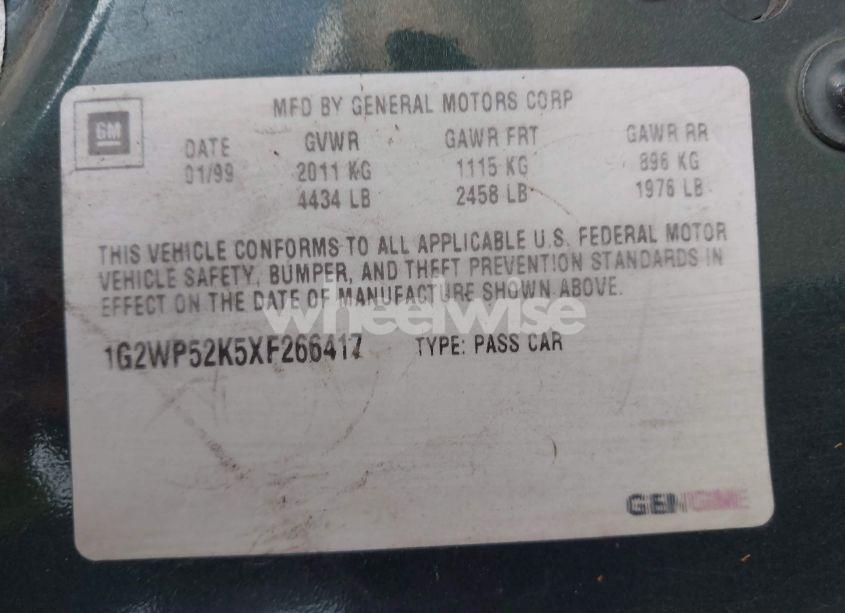 MFD BY GENERAL MOTORS CORP
GM
DATE GVWR GAWR FRT GAWR RR
01/99 2011 KG 1115 KG 896 KG
4434 LB 2458 LB 1976 LB
THIS VEHICLE CONFORMS TO ALL APPLICABLE U.S. FEDERAL MOTOR
VEHICLE SAFETY, BUMPER, AND THEFT PREVENTION STANDARDS IN
EFFECT ON THE DATE OF MANUFACTURE SHOWN ABOVE.
wheelwise
1G2WP52K5XF266417 TYPE: PASS CAR